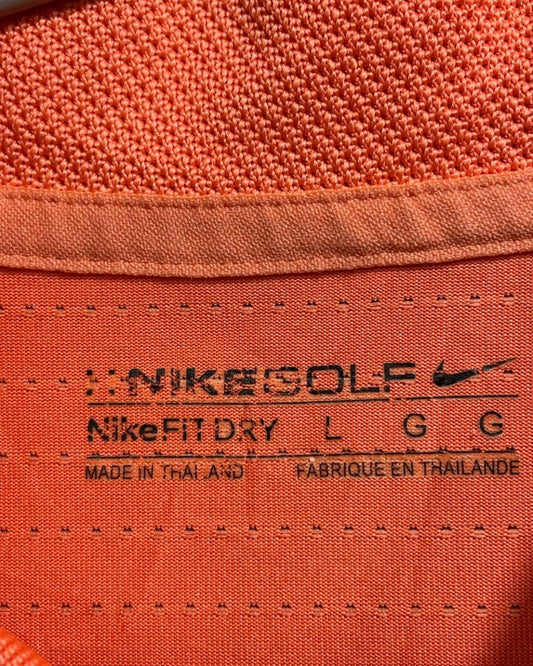 NIKEGOLF
NikeFIT DRY L G G
MADE IN THAILAND FABRIQUE EN THAILANDE